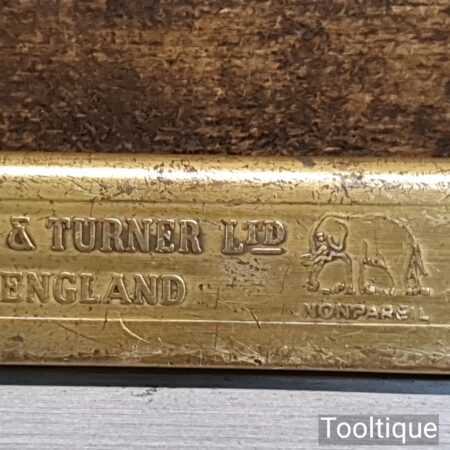 & TURNER LTD
ENGLAND
NONPAREIL
Tooltique